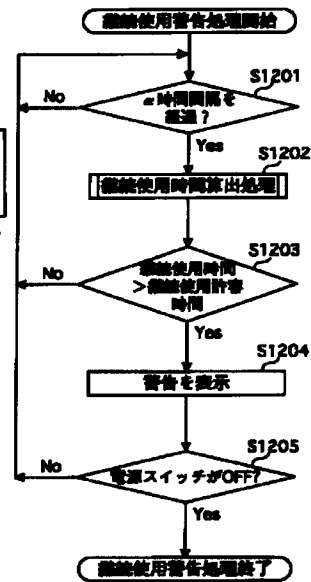 継続使用警告処理開始
S1201
α時間間隔を
経過？
No
Yes
S1202
継続使用時間算出処理
S1203
継続使用時間
＞継続使用許容
時間
No
Yes
S1204
警告を表示
S1205
電源スイッチがOFF?
No
Yes
継続使用警告処理終了